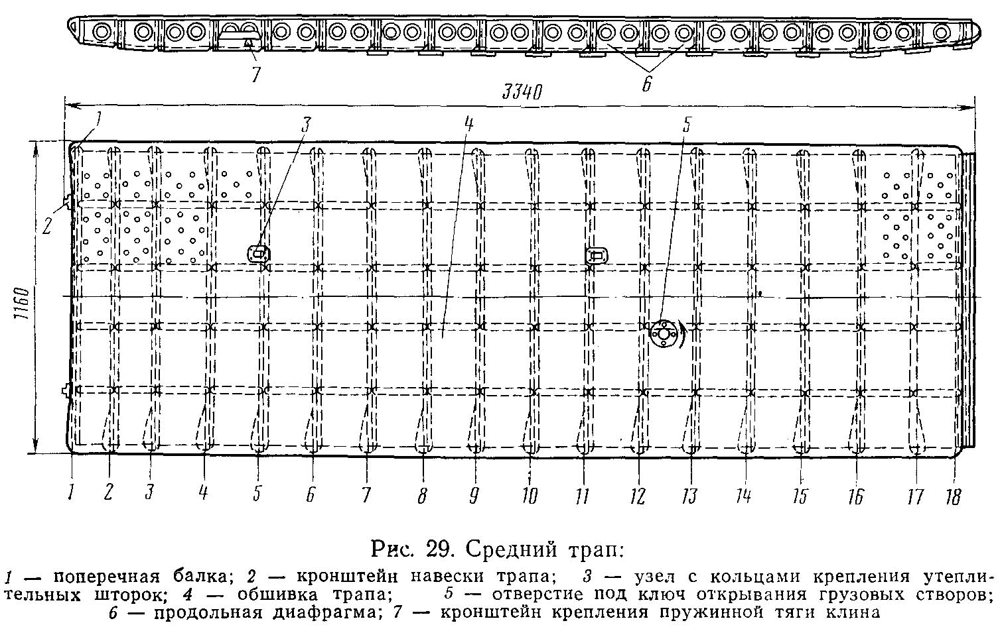 7
6
3340
1
3
4
5
2
1160
1 2 3 4 5 6 7 8 9 10 11 12 13 14 15 16 17 18
Рис. 29. Средний трап:
1 — поперечная балка; 2 — кронштейн навески трапа; 3 — узел с кольцами крепления утепли-
тельных шторок; 4 — обшивка трапа; 5 — отверстие под ключ открывания грузовых створов;
6 — продольная диафрагма; 7 — кронштейн крепления пружинной тяги клина